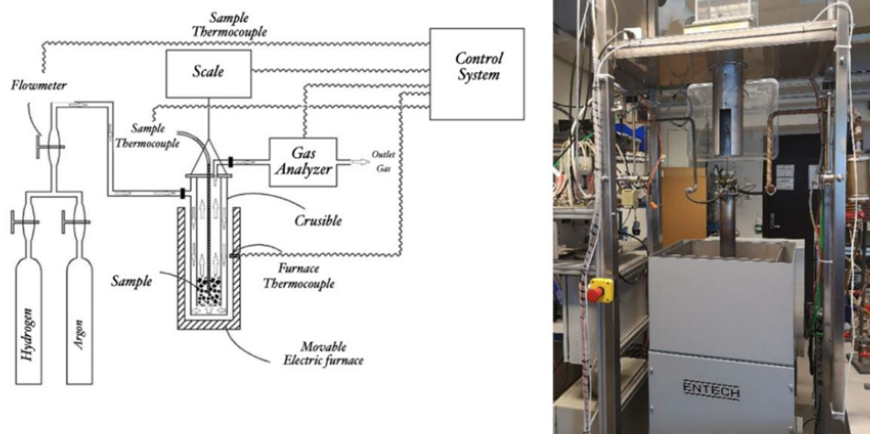 Sample
Thermocouple
Control
System
Scale
Flowmeter
Sample
Thermocouple
Gas
Analyzer
Outlet
Gas
Crusible
Sample
Furnace
Thermocouple
Hydrogen
Argon
Movable
Electric furnace
ENTECH